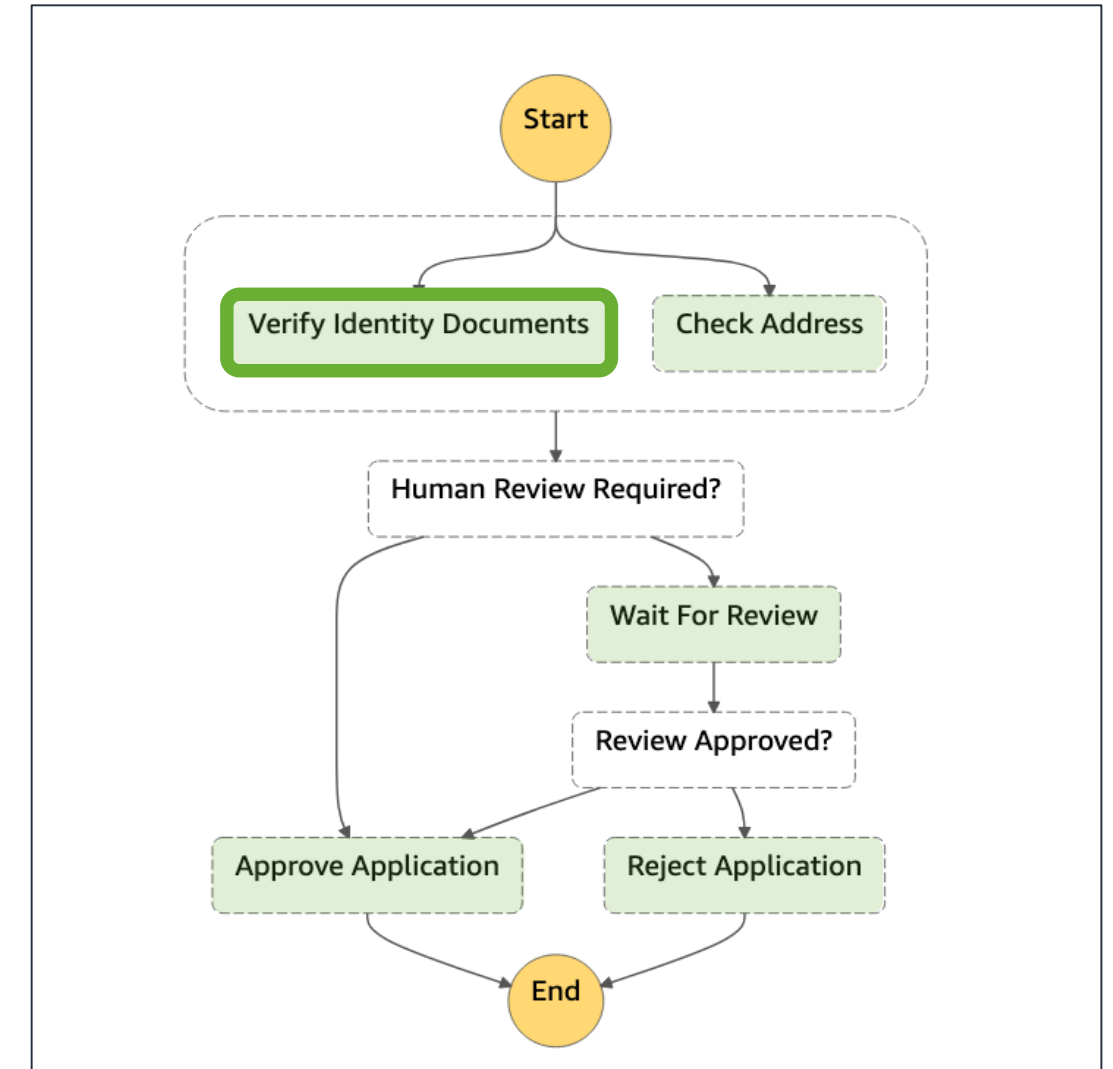 Start
Verify Identity Documents
Check Address
Human Review Required?
Wait For Review
Review Approved?
Approve Application
Reject Application
End